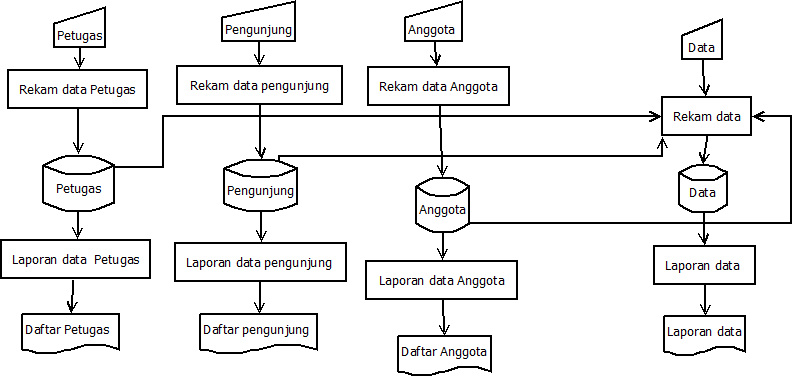 Petugas
Pengunjung
Anggota
Data
Rekam data Petugas
Rekam data pengunjung
Rekam data Anggota
Rekam data
Petugas
Pengunjung
Anggota
Data
Laporan data Petugas
Laporan data pengunjung
Laporan data Anggota
Laporan data
Daftar Petugas
Daftar pengunjung
Daftar Anggota
Laporan data